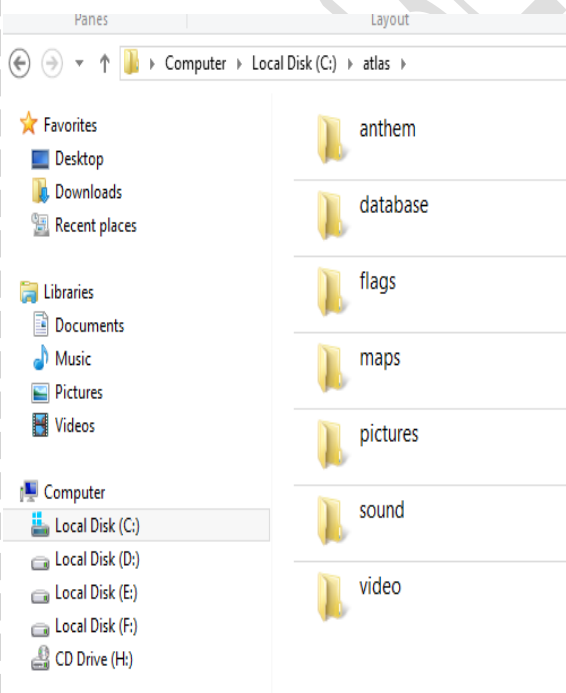 Panes Layout
Computer Local Disk (C:) atlas
Favorites
Desktop
Downloads
Recent places
Libraries
Documents
Music
Pictures
Videos
Computer
Local Disk (C:)
Local Disk (D:)
Local Disk (E:)
Local Disk (F:)
CD Drive (H:)
anthem
database
flags
maps
pictures
sound
video